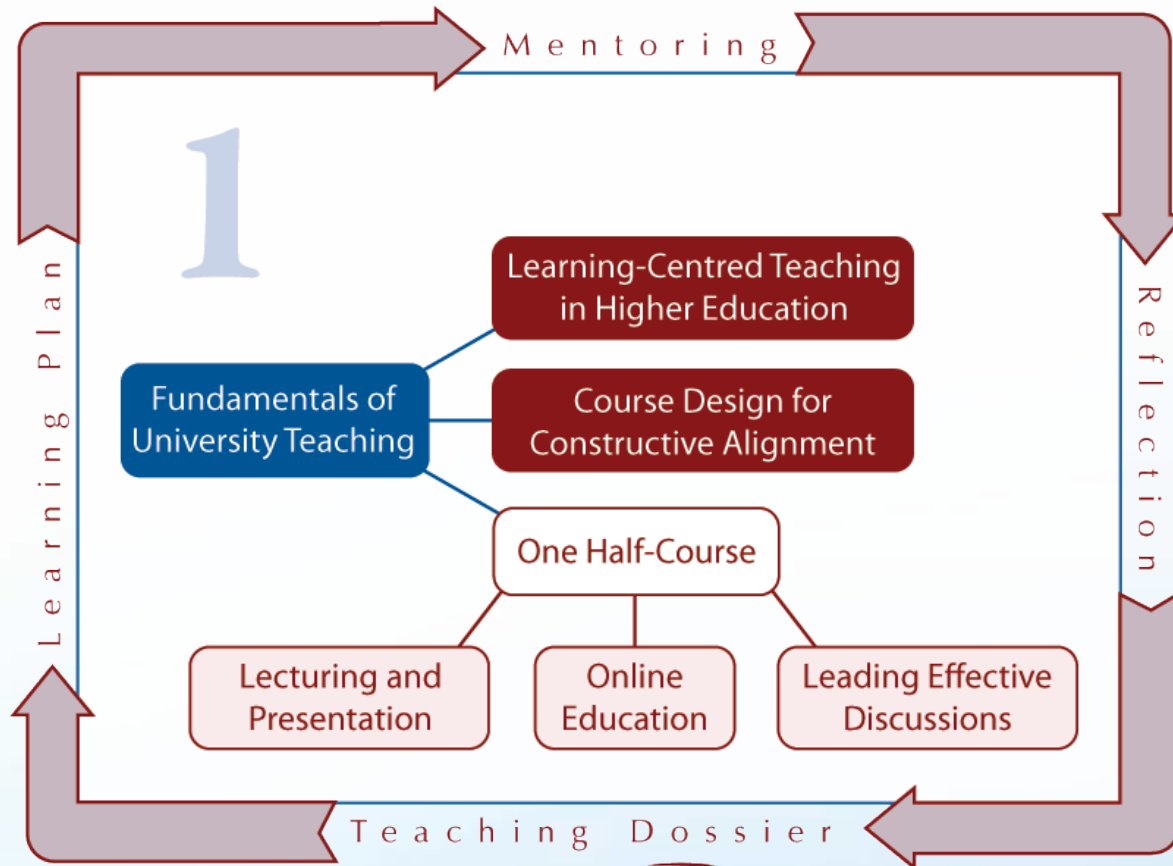 Mentoring
1
Learning Plan
Reflection
Learning-Centred Teaching
in Higher Education
Fundamentals of
University Teaching
Course Design for
Constructive Alignment
One Half-Course
Lecturing and
Presentation
Online
Education
Leading Effective
Discussions
Teaching Dossier